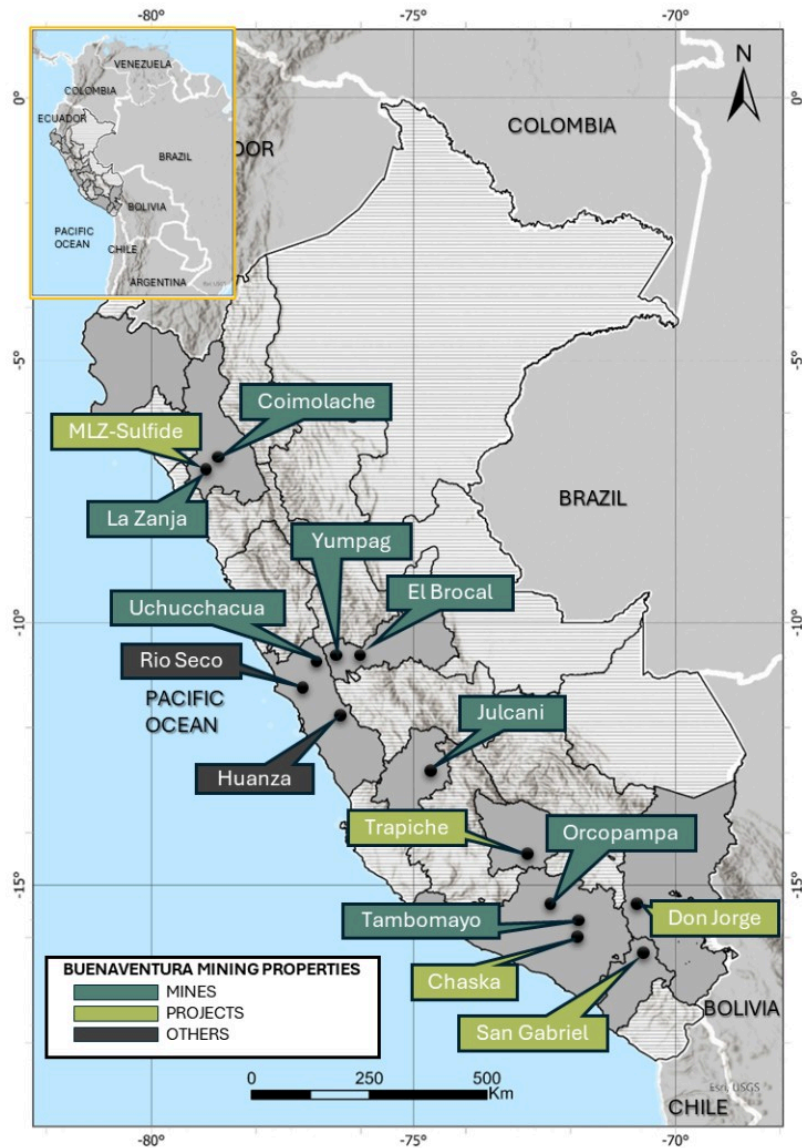 -80°
-75°
-70°
VENEZUELA
COLOMBIA
ECUADOR
BRAZIL
BOLIVIA
PACIFIC
OCEAN
CHILE
ARGENTINA
N
0°
0°
COLOMBIA
DOR
-5°
-5°
Coimolache
MLZ-Sulfide
La Zanja
BRAZIL
Yumpag
El Brocal
Uchucchacua
-10°
-10°
Rio Seco
PACIFIC
OCEAN
Julcani
Huanza
Trapiche
Orcopampa
-15°
-15°
Tambomayo
Don Jorge
Chaska
San Gabriel
BOLIVIA
BUENAVENTURA MINING PROPERTIES
MINES
PROJECTS
OTHERS
0 250 500
Km
Esri, USGS
CHILE
-80°
-75°
-70°